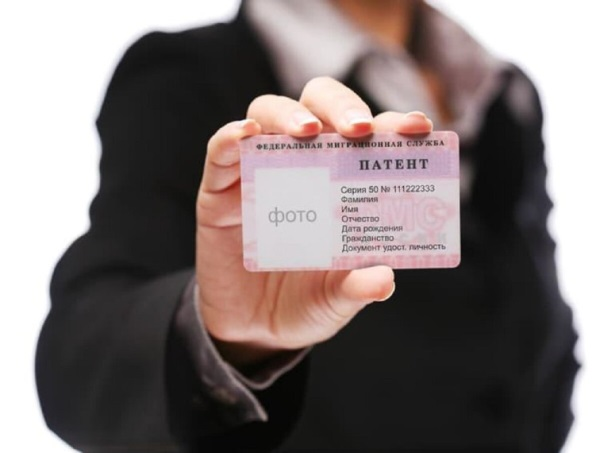 ФЕДЕРАЛЬНАЯ МИГРАЦИОННАЯ СЛУЖБА
ПАТЕНТ
Серия 50 № 111222333
Фамилия
Имя
Отчество
Дата рождения
Гражданство
Документ удост. личность
фото